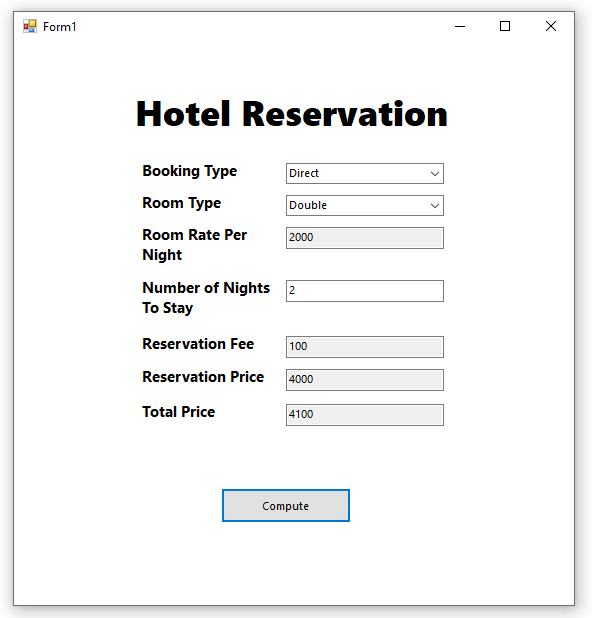 Form1
Hotel Reservation
Booking Type
Direct
Room Type
Double
Room Rate Per
Night
2000
Number of Nights
To Stay
2
Reservation Fee
100
Reservation Price
4000
Total Price
4100
Compute